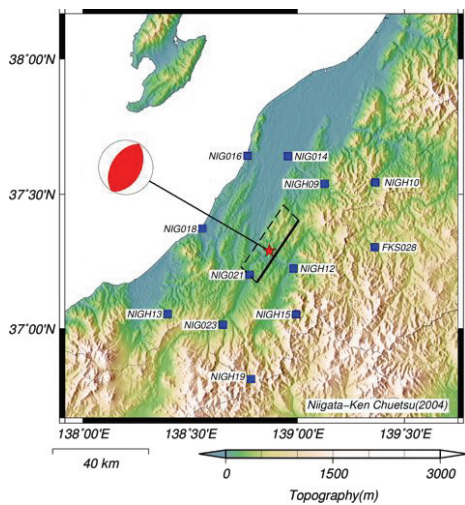 38°00'N
NIG016
NIG014
NIGH09
NIGH10
37°30'N
NIG018
FKS028
NIG021
NIGH12
NIGH13
NIG023
NIGH15
37°00'N
NIGH19
Niigata-Ken Chuetsu(2004)
138°00'E
138°30'E
139°00'E
139°30'E
40 km
0
1500
3000
Topography(m)